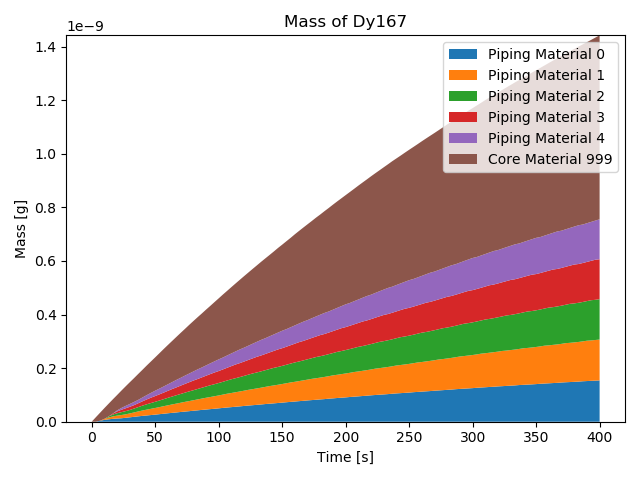 Mass of Dy167
1e−9
1.4
1.2
1.0
0.8
0.6
0.4
0.2
0.0
Mass [g]
Piping Material 0
Piping Material 1
Piping Material 2
Piping Material 3
Piping Material 4
Core Material 999
0 50 100 150 200 250 300 350 400
Time [s]